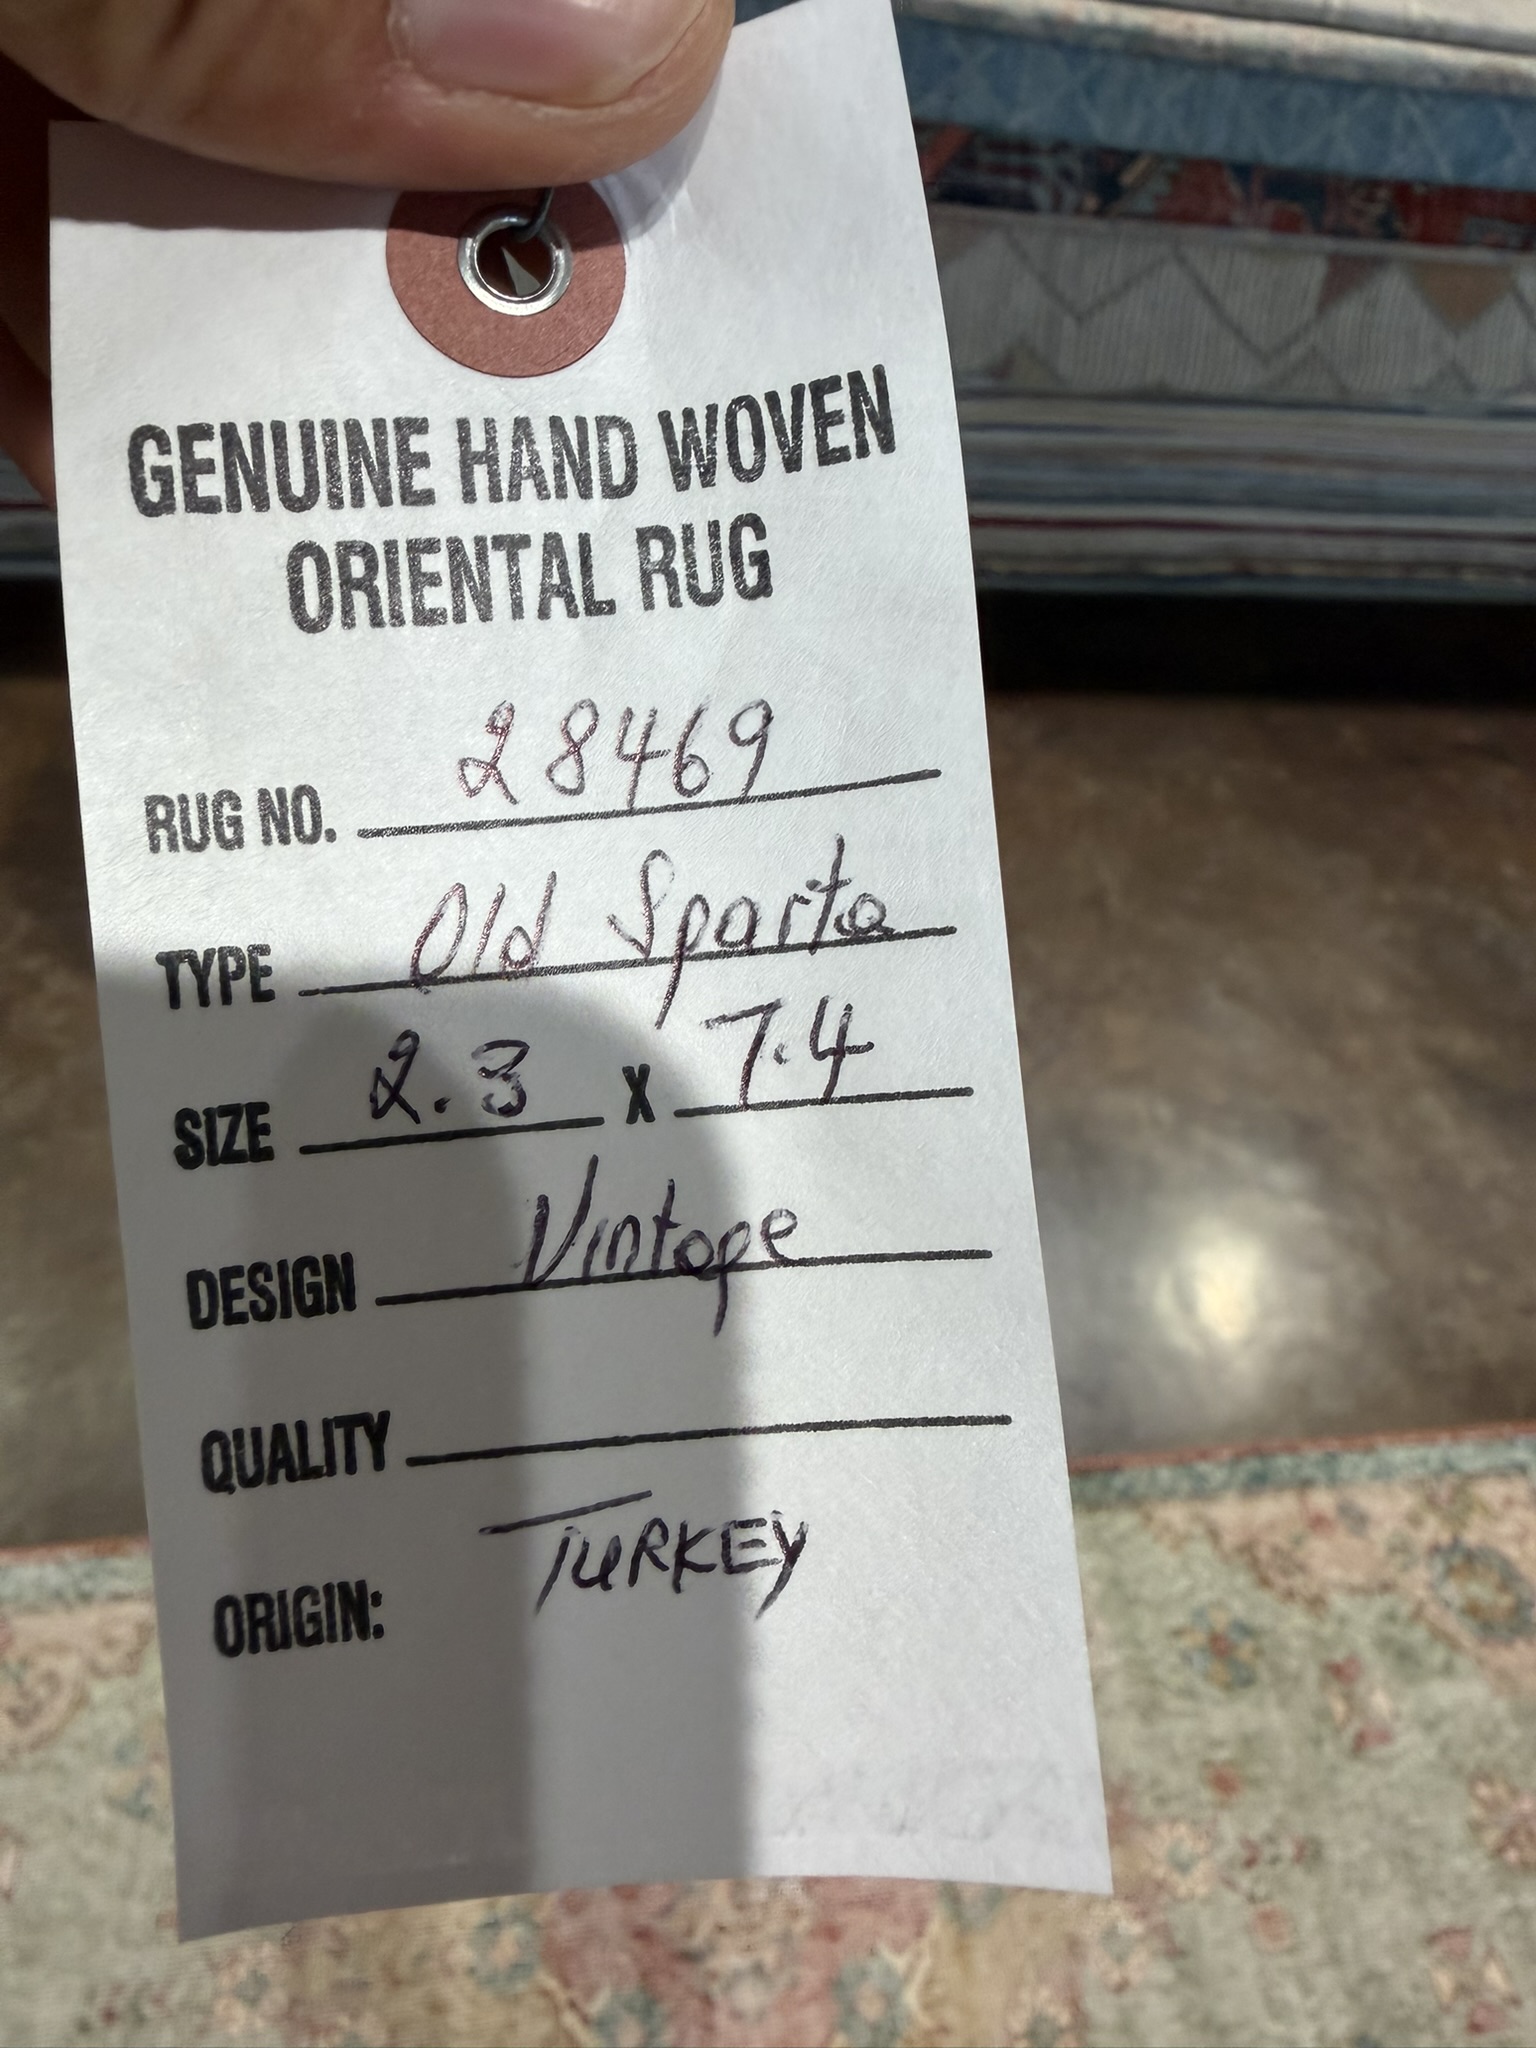 GENUINE HAND WOVEN
ORIENTAL RUG
RUG NO. 28469
TYPE Old Sparta
SIZE 2.3 X 7.4
DESIGN Vintage
QUALITY
ORIGIN: TURKEY